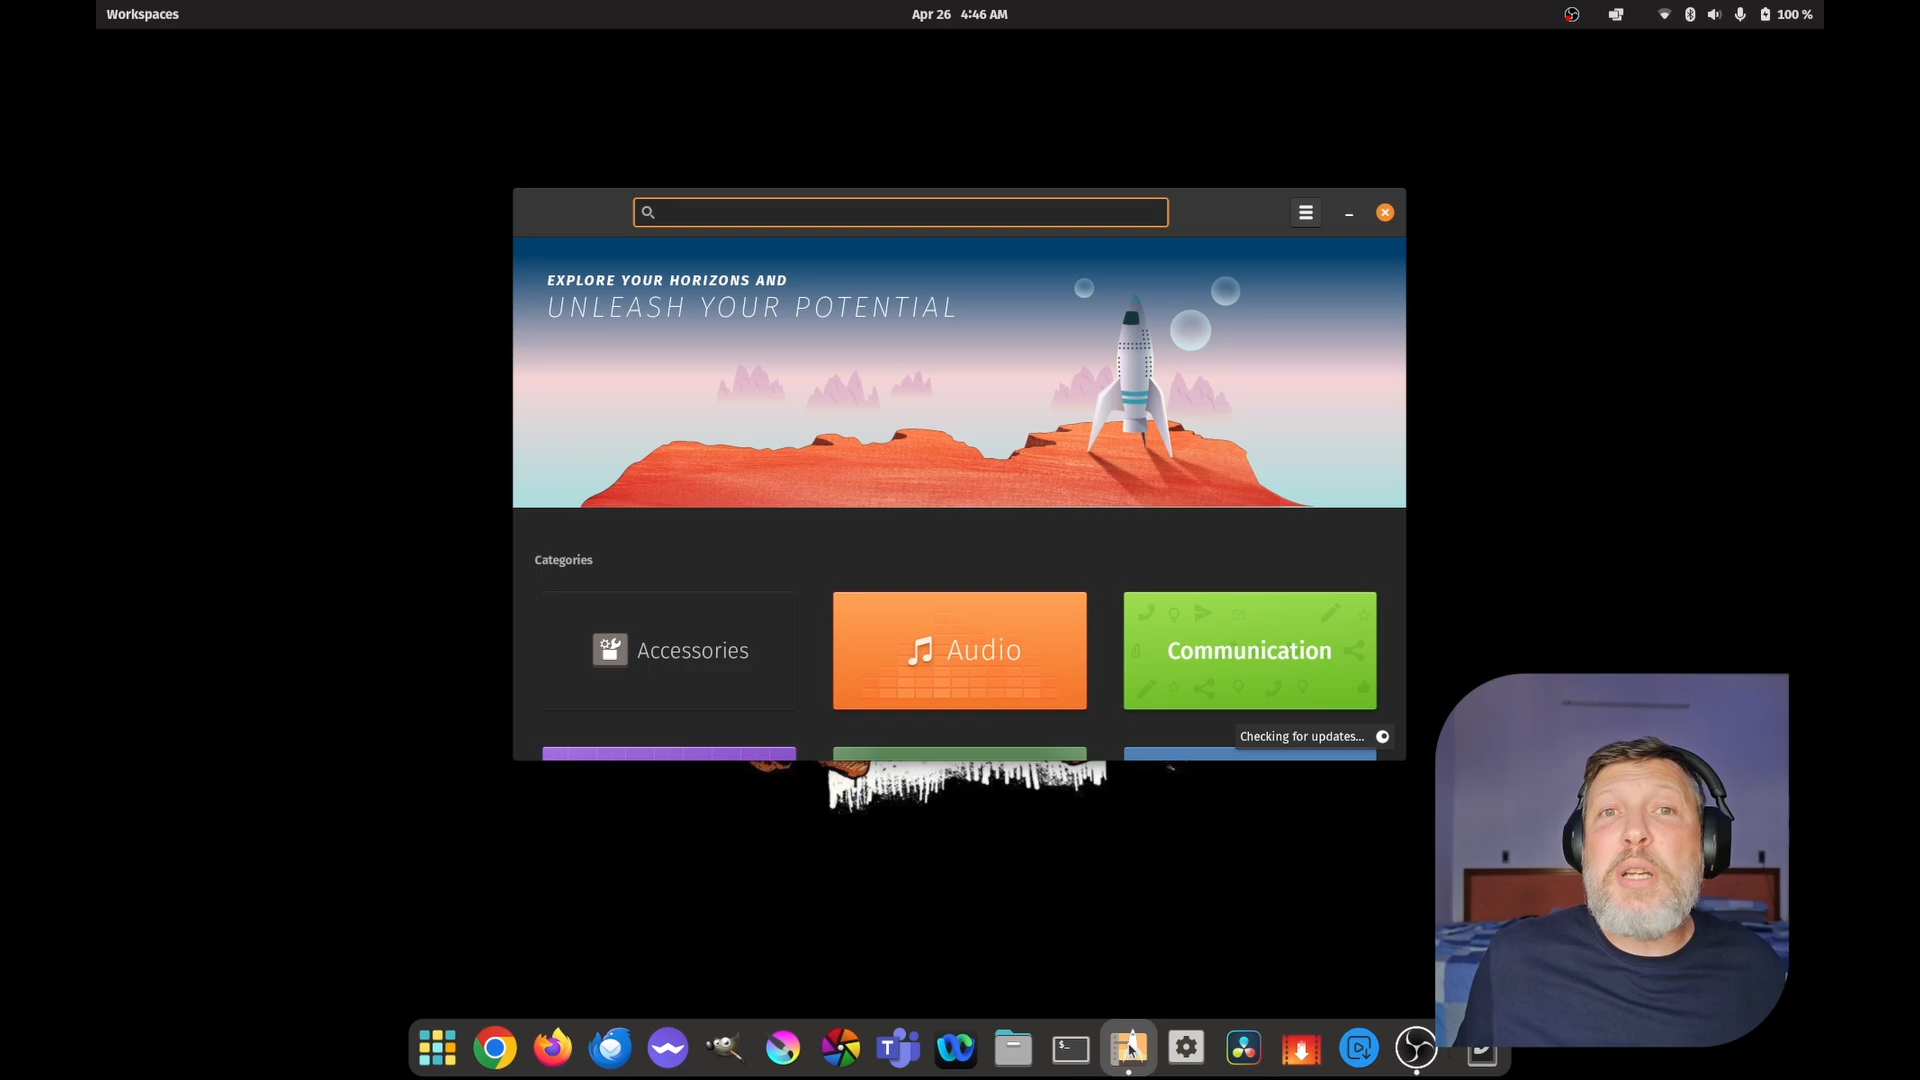 Workspaces
Apr 26 4:46 AM
100 %
EXPLORE YOUR HORIZONS AND
UNLEASH YOUR POTENTIAL
Categories
Accessories
Audio
Communication
Checking for updates...
T
$_